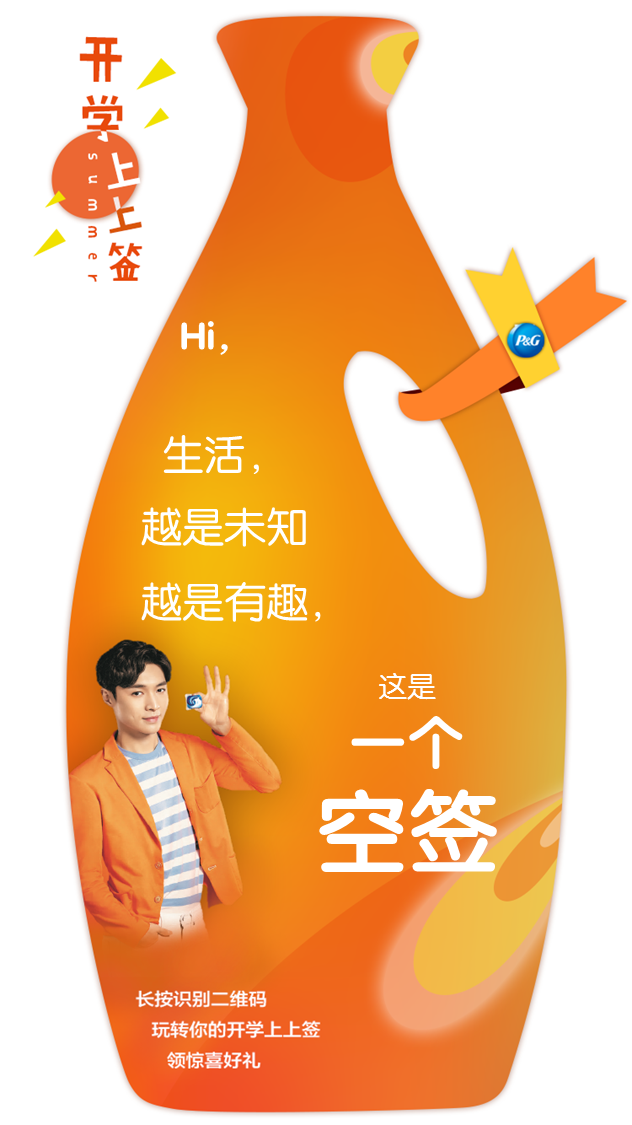 开学上上签
summer
P&G
Hi，
生活，
越是未知
越是有趣，
这是
一个
空签
长按识别二维码
玩转你的开学上上签
领惊喜好礼